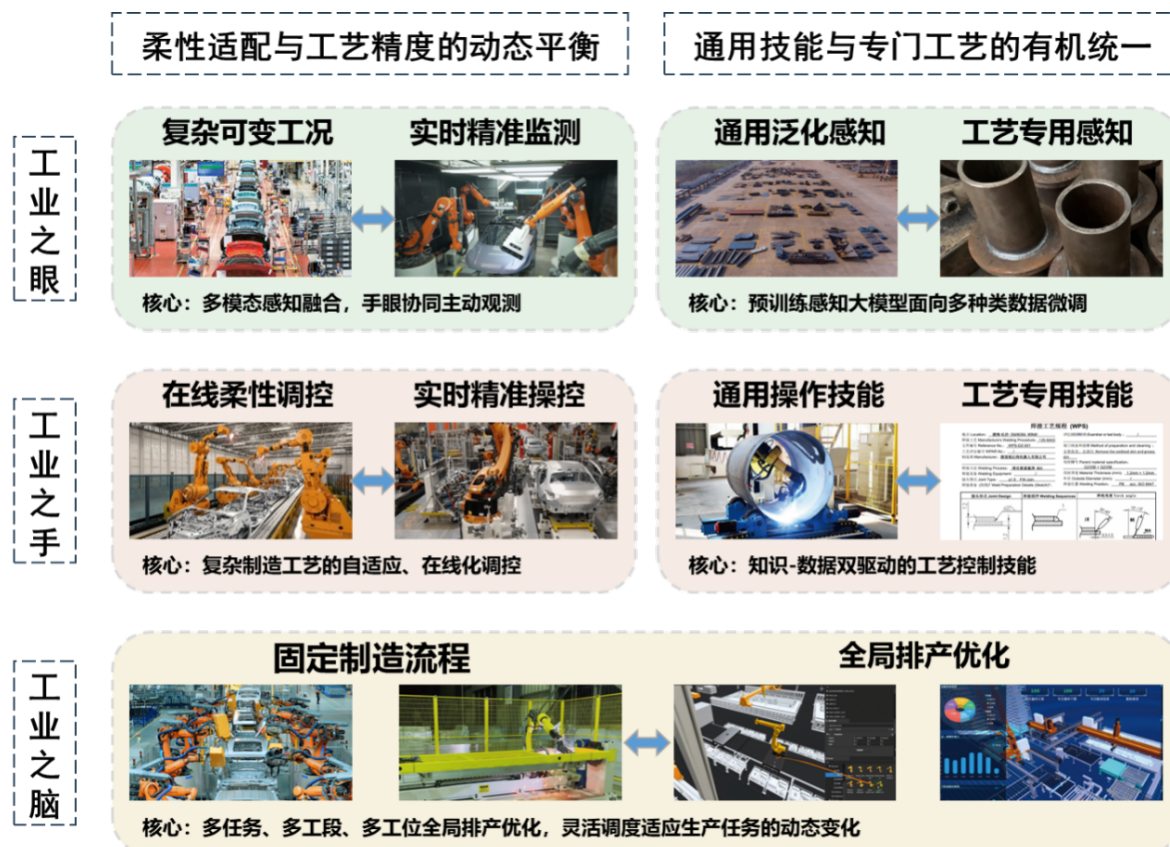 柔性适配与工艺精度的动态平衡
通用技能与专门工艺的有机统一
工业之眼
复杂可变工况
实时精准监测
核心：多模态感知融合，手眼协同主动观测
通用泛化感知
工艺专用感知
核心：预训练感知大模型面向多种类数据微调
工业之手
在线柔性调控
实时精准操控
核心：复杂制造工艺的自适应、在线化调控
通用操作技能
工艺专用技能
焊接工艺规程 (WPS)
核心：知识-数据双驱动的工艺控制技能
工业之脑
固定制造流程
全局排产优化
核心：多任务、多工段、多工位全局排产优化，灵活调度适应生产任务的动态变化